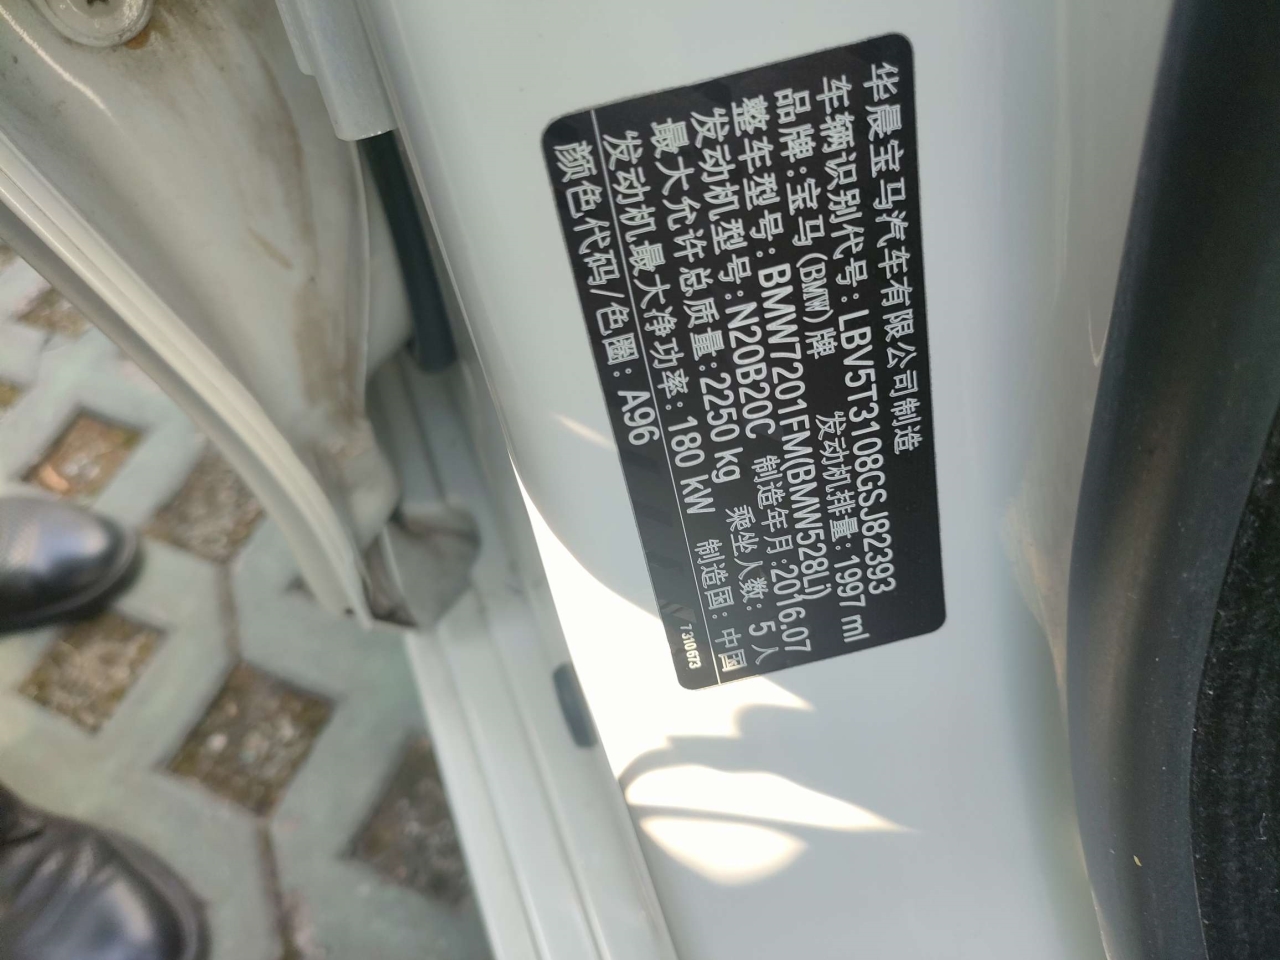 华晨宝马汽车有限公司制造
车辆识别代号:LBV5T3108GSJ82393
品牌:宝马(BMW)牌 发动机排量:1997 ml
整车型号:BMW7201FM(BMW528Li)
发动机型号:N20B20C 制造年月:2016.07
最大允许总质量:2250 kg 乘坐人数:5人
发动机最大净功率:180 kW 制造国:中国
颜色代码/色圈:A96 7310673